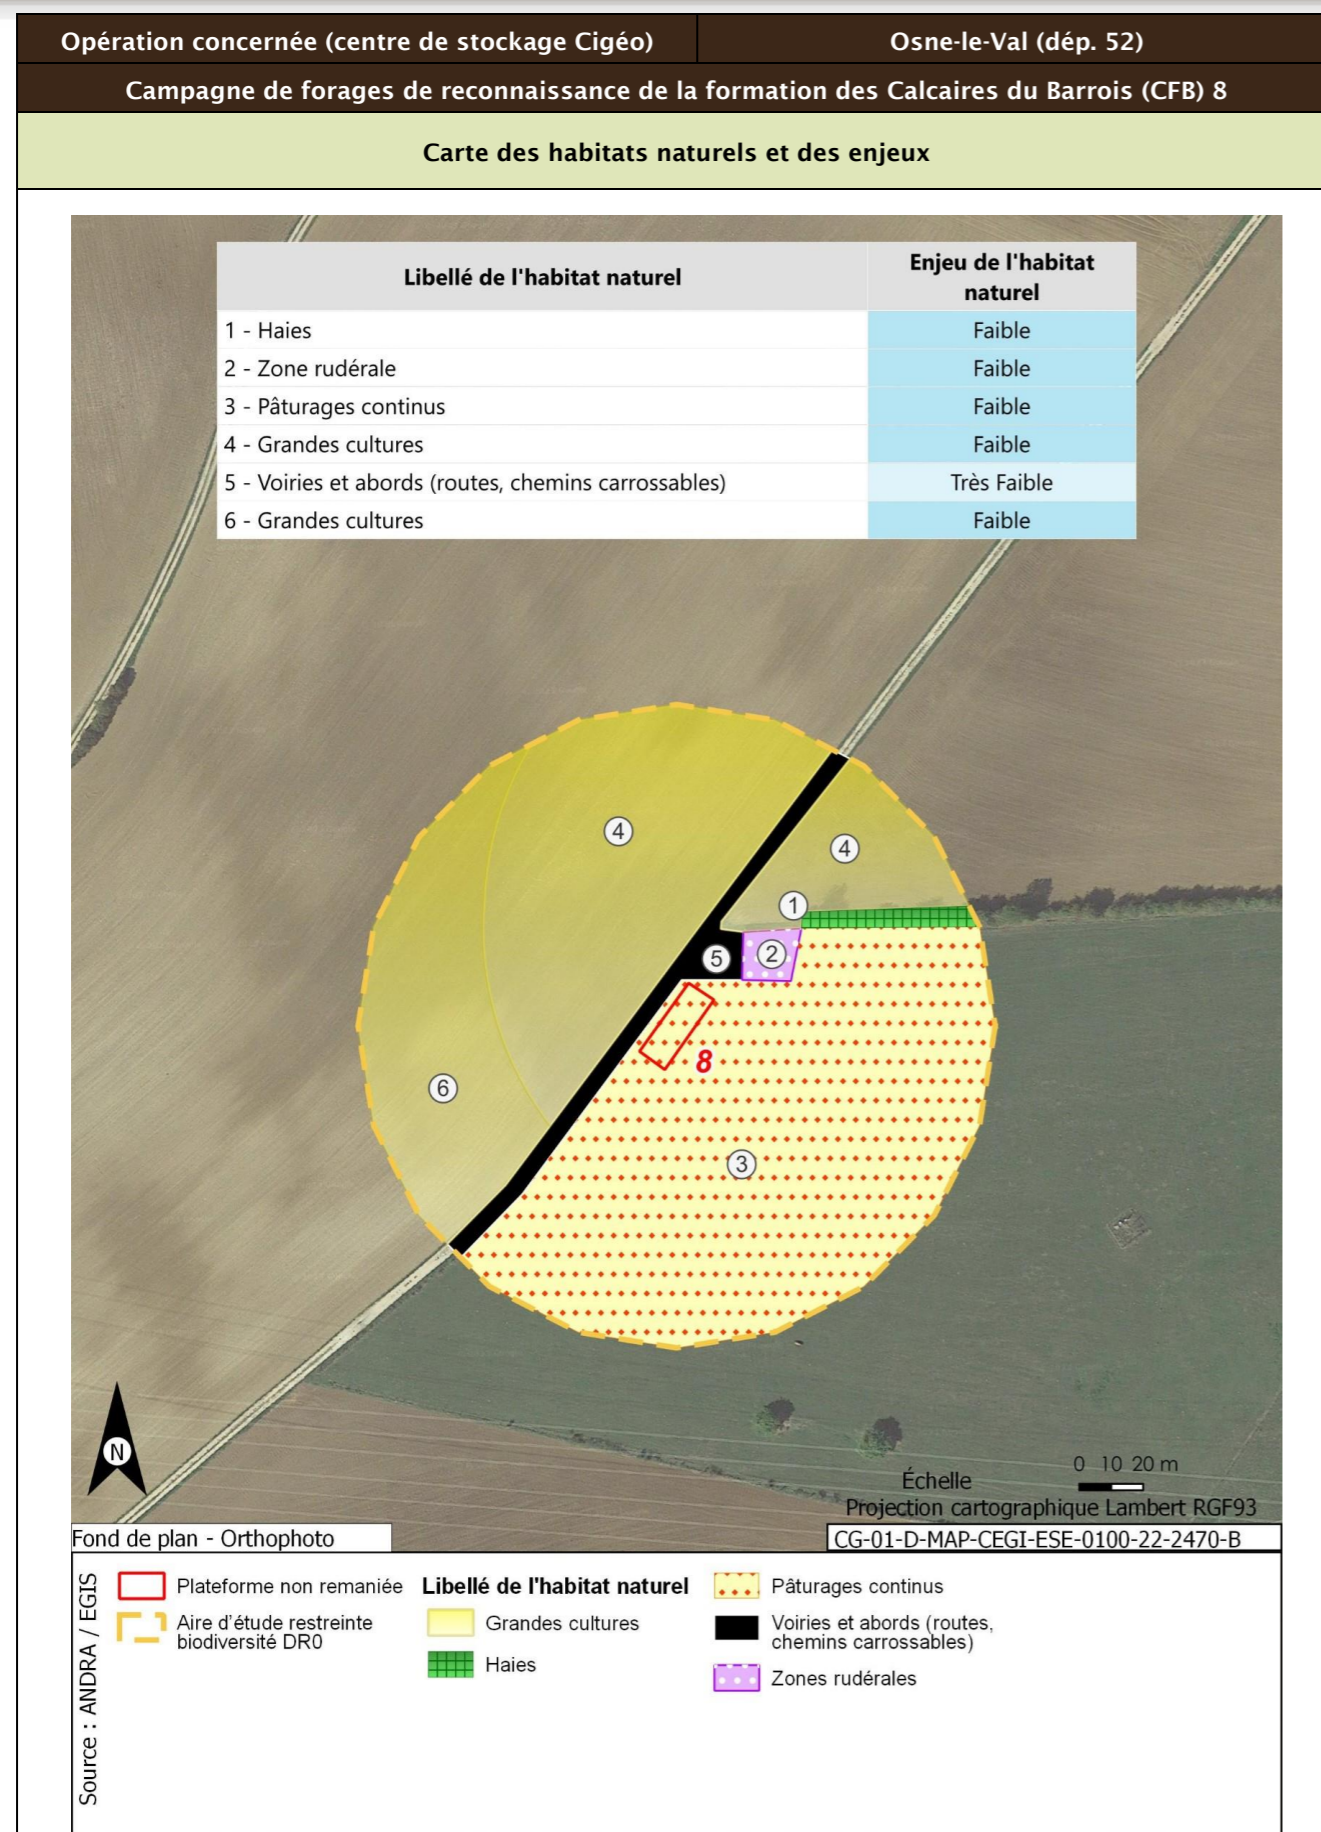 Opération concernée (centre de stockage Cigéo) Osne-le-Val (dép. 52)
Campagne de forages de reconnaissance de la formation des Calcaires du Barrois (CFB) 8
Carte des habitats naturels et des enjeux
Libellé de l'habitat naturel Enjeu de l'habitat naturel
1 - Haies Faible
2 - Zone rudérale Faible
3 - Pâturages continus Faible
4 - Grandes cultures Faible
5 - Voiries et abords (routes, chemins carrossables) Très Faible
6 - Grandes cultures Faible
4
4
1
5
2
8
6
3
N
0 10 20 m
Échelle
Projection cartographique Lambert RGF93
Fond de plan - Orthophoto
CG-01-D-MAP-CEGI-ESE-0100-22-2470-B
Source : ANDRA / EGIS
Plateforme non remaniée
Aire d'étude restreinte
biodiversité DR0
Libellé de l'habitat naturel
Grandes cultures
Haies
Pâturages continus
Voiries et abords (routes,
chemins carrossables)
Zones rudérales